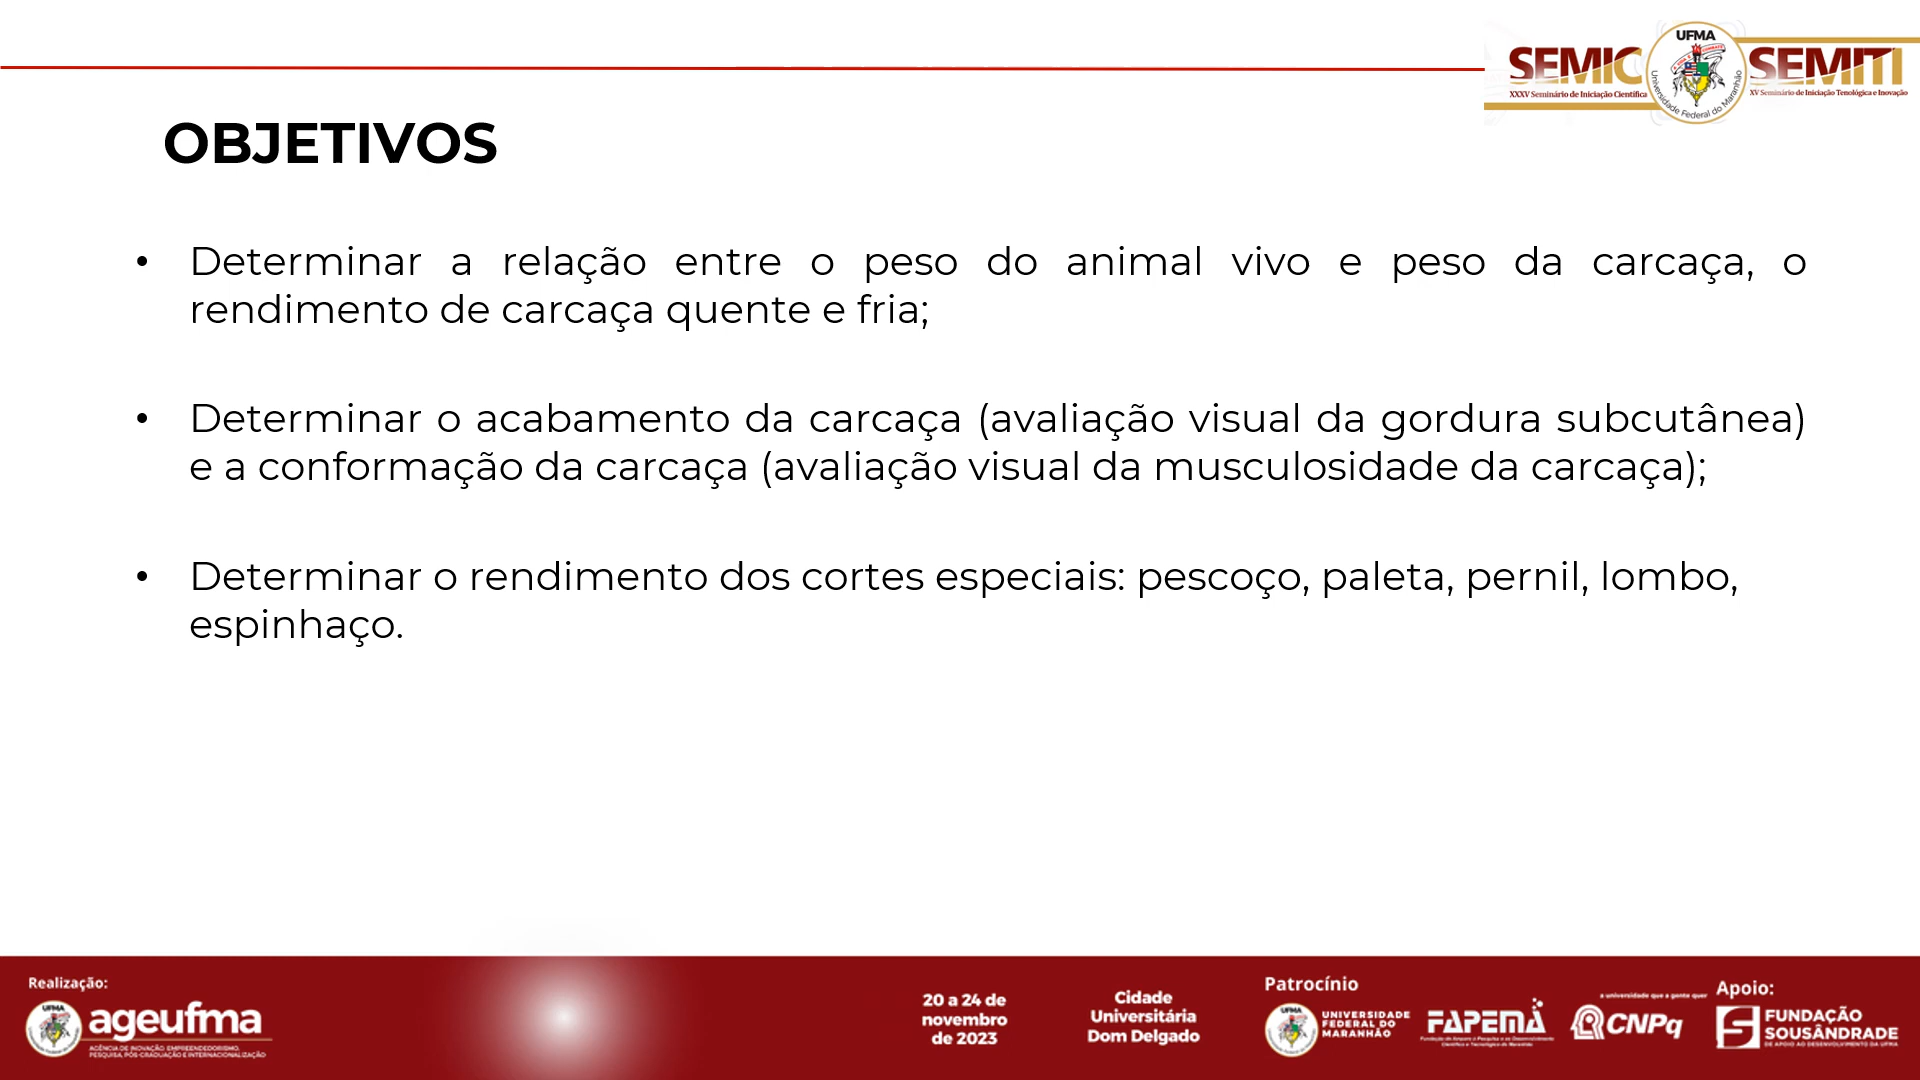 SEMIC
XXXV Seminário de Iniciação Científica
UFMA
Universidade Federal do Maranhão
SEMITI
XV Seminário de Iniciação Tenológica e Inovação
OBJETIVOS
• Determinar a relação entre o peso do animal vivo e peso da carcaça, o
rendimento de carcaça quente e fria;
• Determinar o acabamento da carcaça (avaliação visual da gordura subcutânea)
e a conformação da carcaça (avaliação visual da musculosidade da carcaça);
• Determinar o rendimento dos cortes especiais: pescoço, paleta, pernil, lombo,
espinhaço.
Realização:
UFMA
ageufma
AGÊNCIA DE INOVAÇÃO, EMPREENDEDORISMO,
PESQUISA, PÓS-GRADUAÇÃO E INTERNACIONALIZAÇÃO
20 a 24 de
novembro
de 2023
Cidade
Universitária
Dom Delgado
Patrocínio
UFMA
UNIVERSIDADE
FEDERAL DO
MARANHÃO
a universidade que a gente quer
FAPEMA
Fundação de Amparo à Pesquisa e ao Desenvolvimento
Científico e Tecnológico do Maranhão
CNPq
Apoio:
FUNDAÇÃO
SOUSÂNDRADE
DE APOIO AO DESENVOLVIMENTO DA UFMA